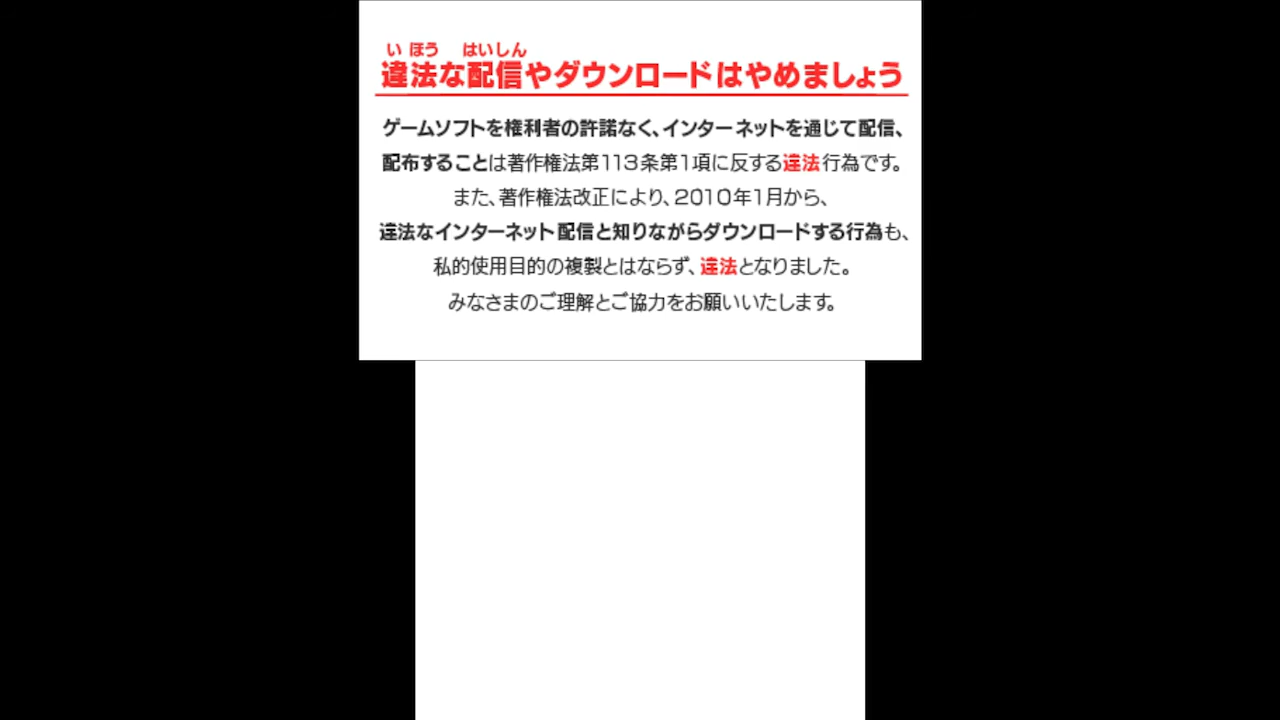 い ほう はい しん
違法な配信やダウンロードはやめましょう
ゲームソフトを権利者の許諾なく、インターネットを通じて配信、
配布することは著作権法第113条第1項に反する違法行為です。
また、著作権法改正により、2010年1月から、
違法なインターネット配信と知りながらダウンロードする行為も、
私的使用目的の複製とはならず、違法となりました。
みなさまのご理解とご協力をお願いいたします。